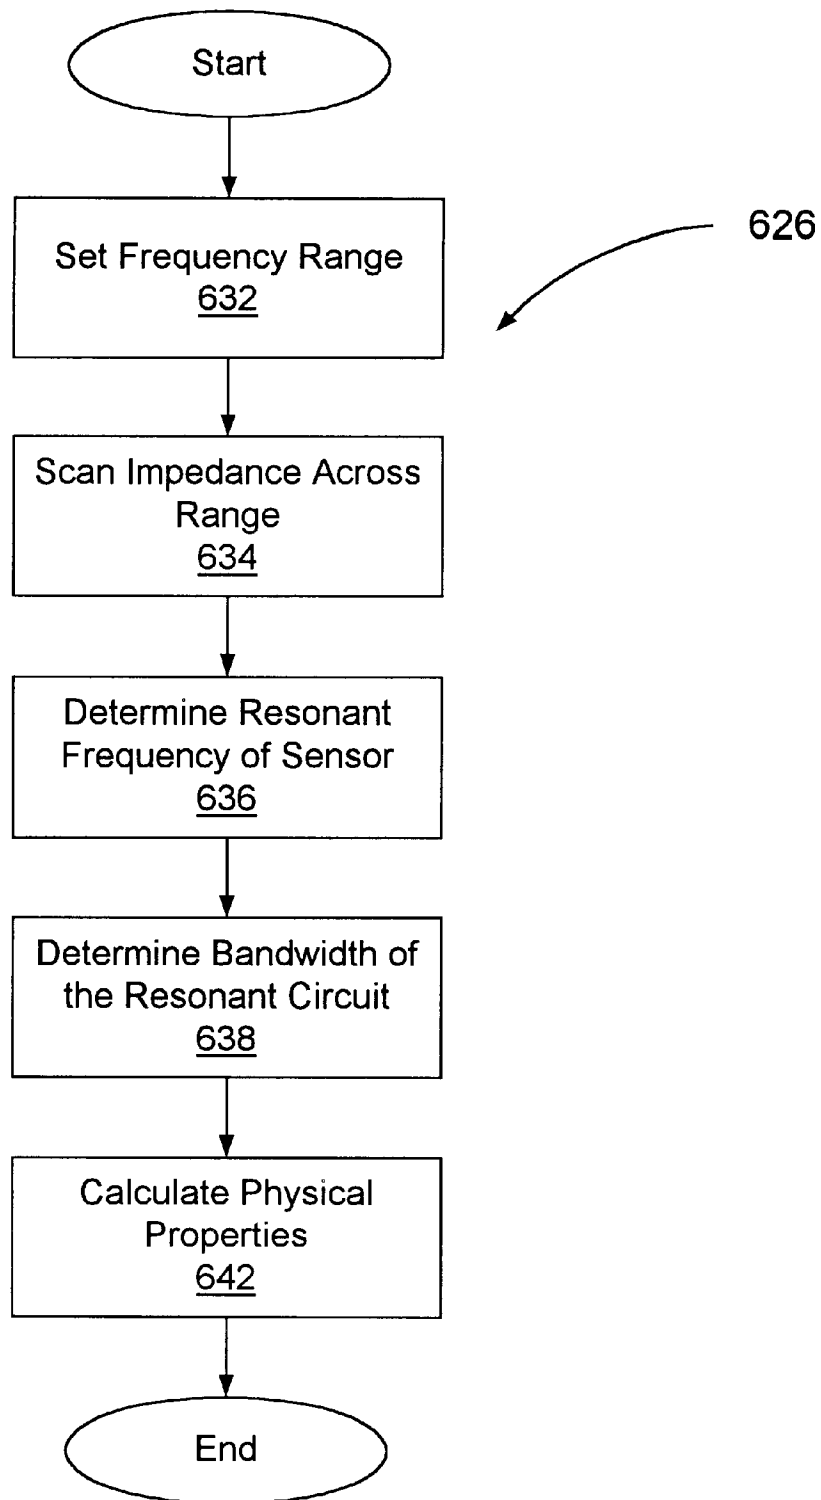 Start
626
Set Frequency Range
632
Scan Impedance Across
Range
634
Determine Resonant
Frequency of Sensor
636
Determine Bandwidth of
the Resonant Circuit
638
Calculate Physical
Properties
642
End